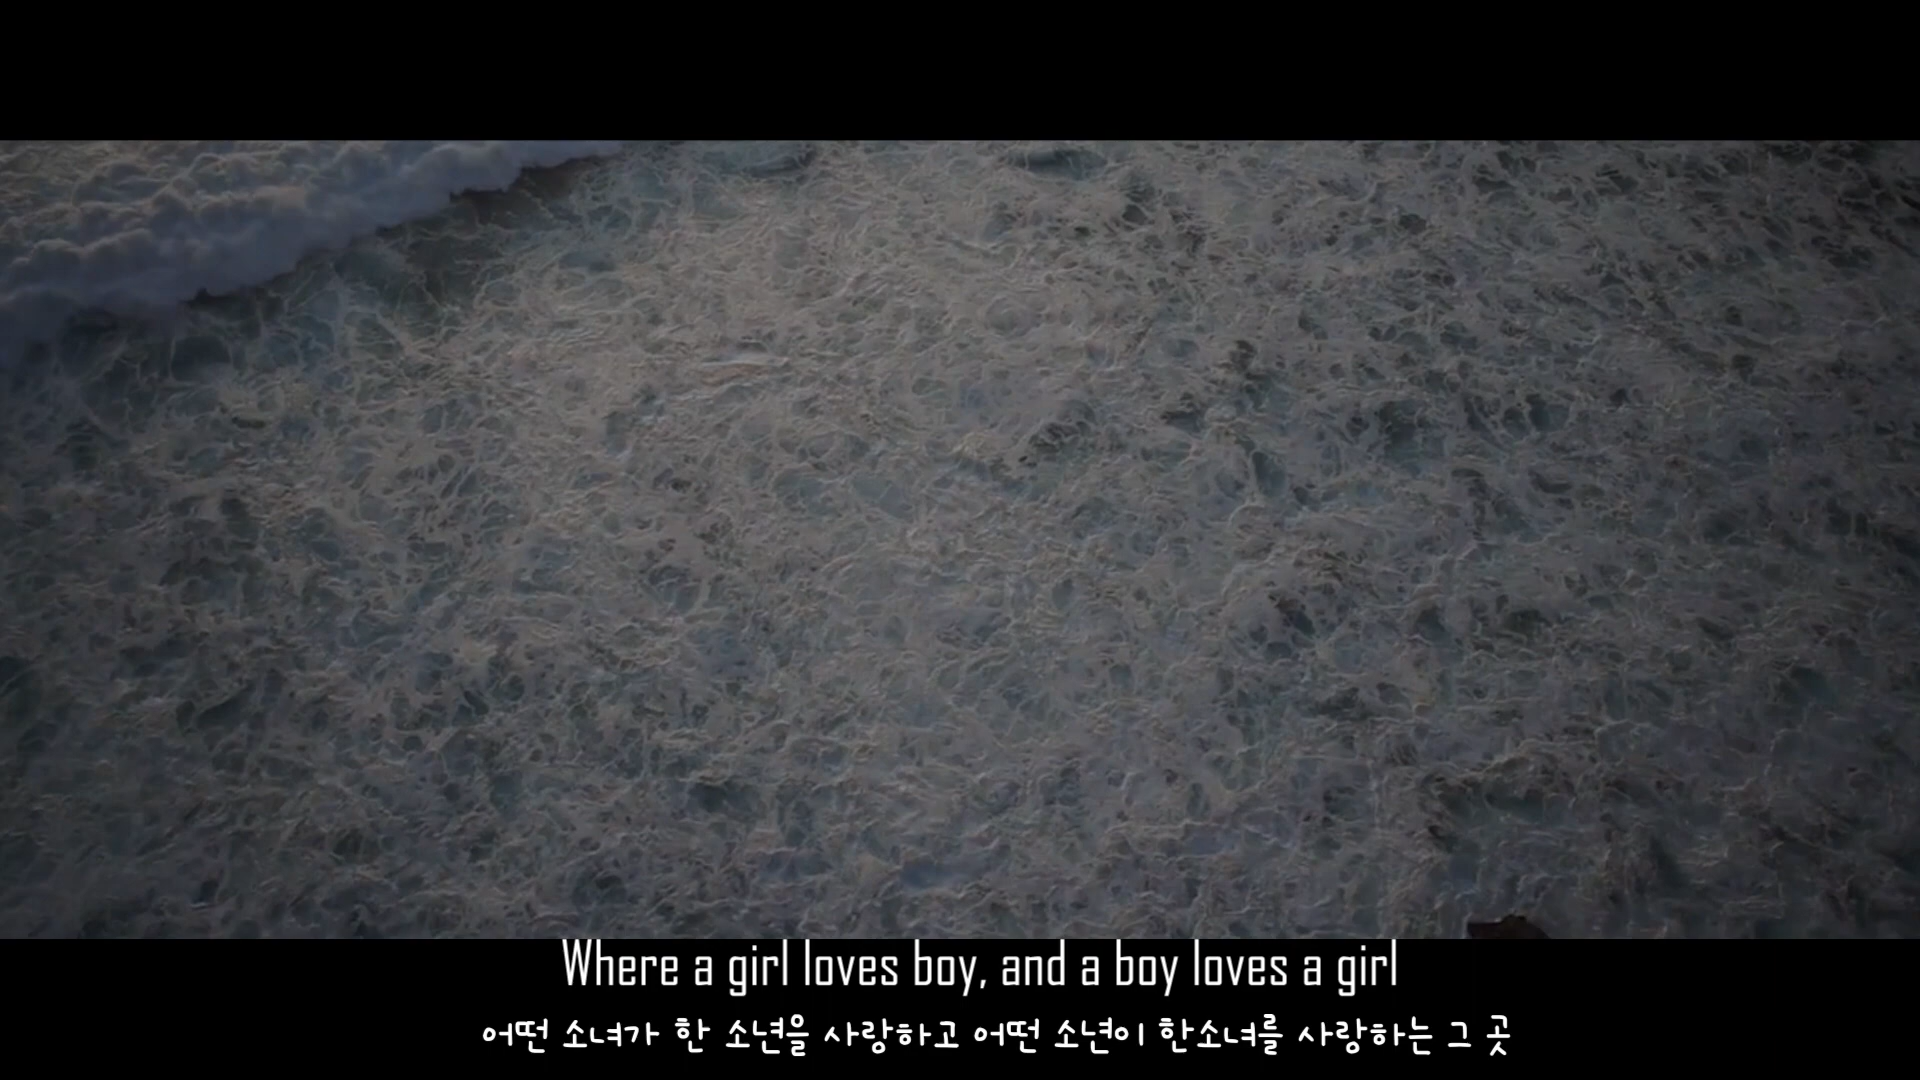 Where a girl loves boy, and a boy loves a girl
어떤 소녀가 한 소년을 사랑하고 어떤 소년이 한소녀를 사랑하는 그 곳